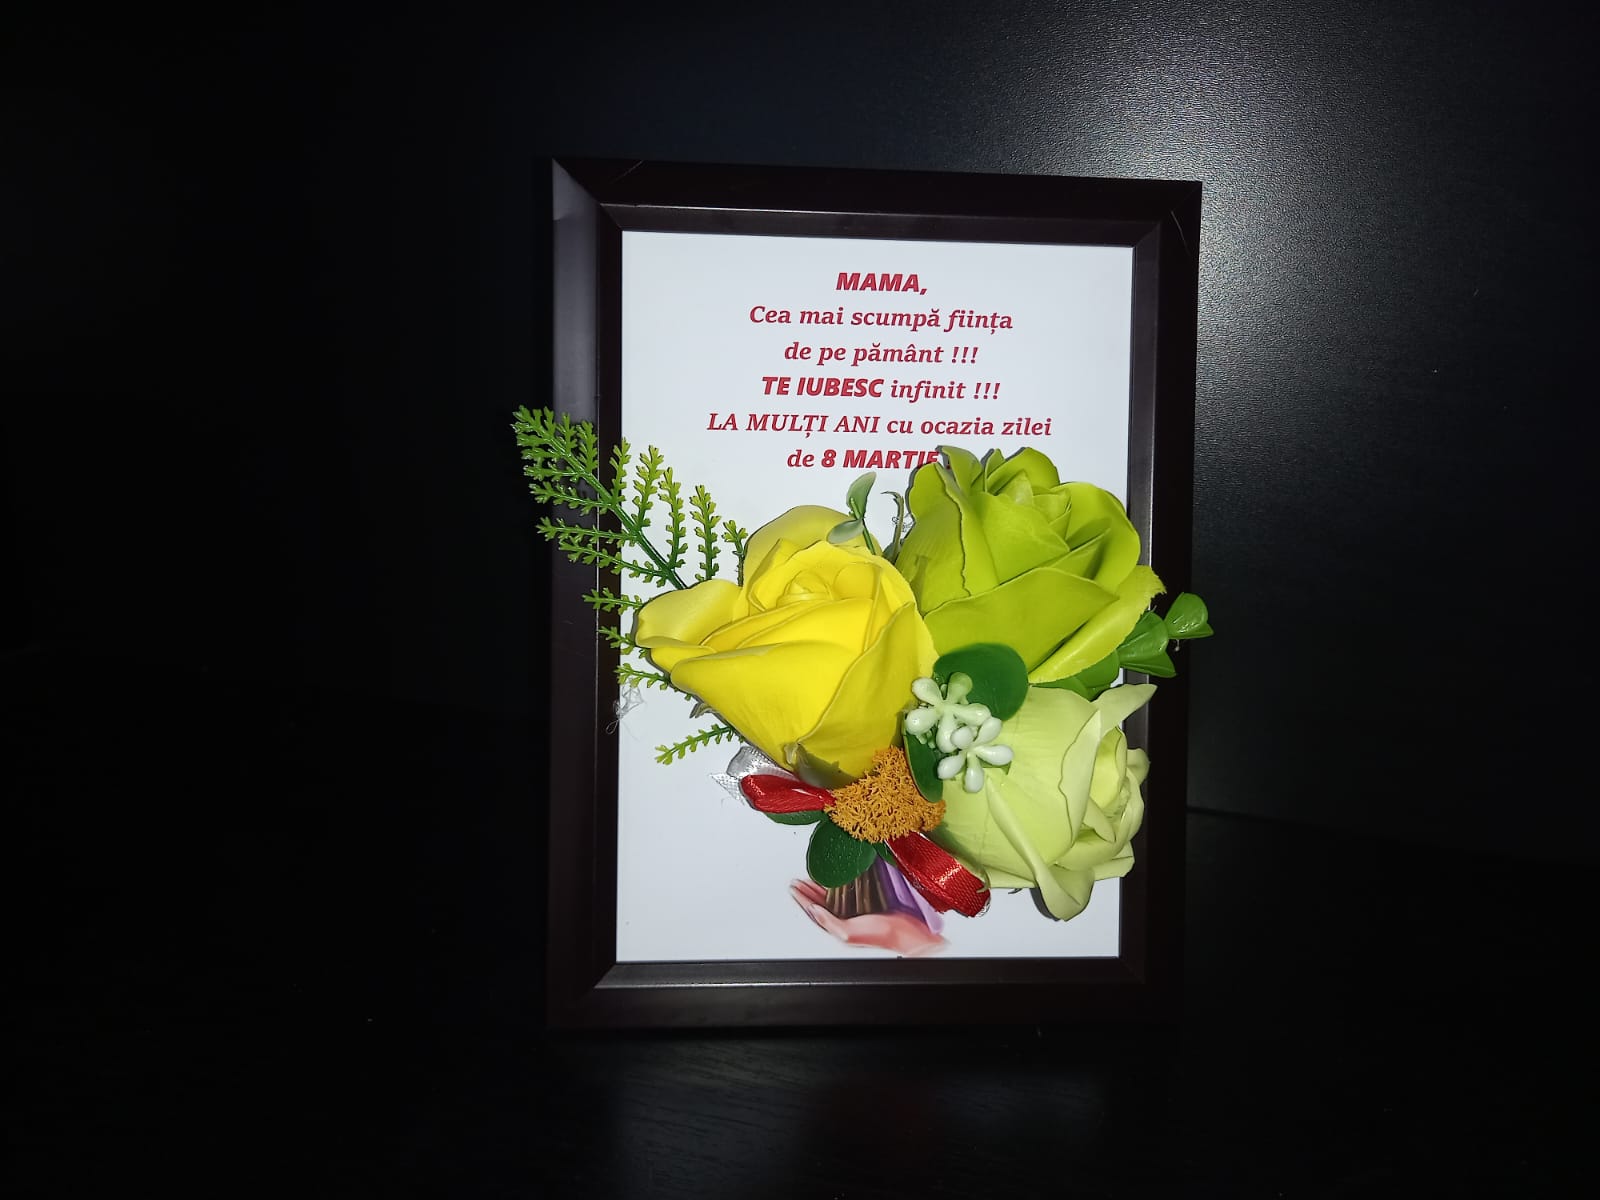 MAMA,
Cea mai scumpă ființa
de pe pământ !!!
TE IUBESC infinit !!!
LA MULȚI ANI cu ocazia zilei
de 8 MARTIE